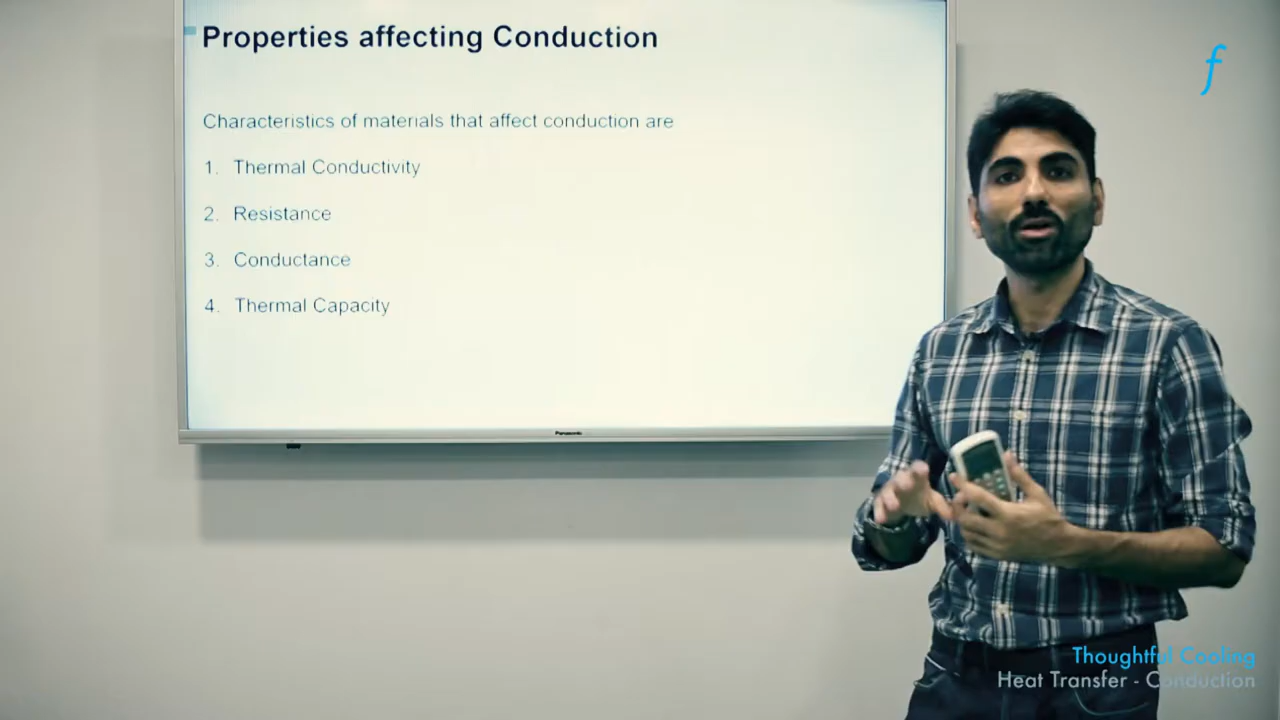 Properties affecting Conduction
Characteristics of materials that affect conduction are
1. Thermal Conductivity
2. Resistance
3. Conductance
4. Thermal Capacity
Panasonic
f
Thoughtful Cooling
Heat Transfer - Conduction